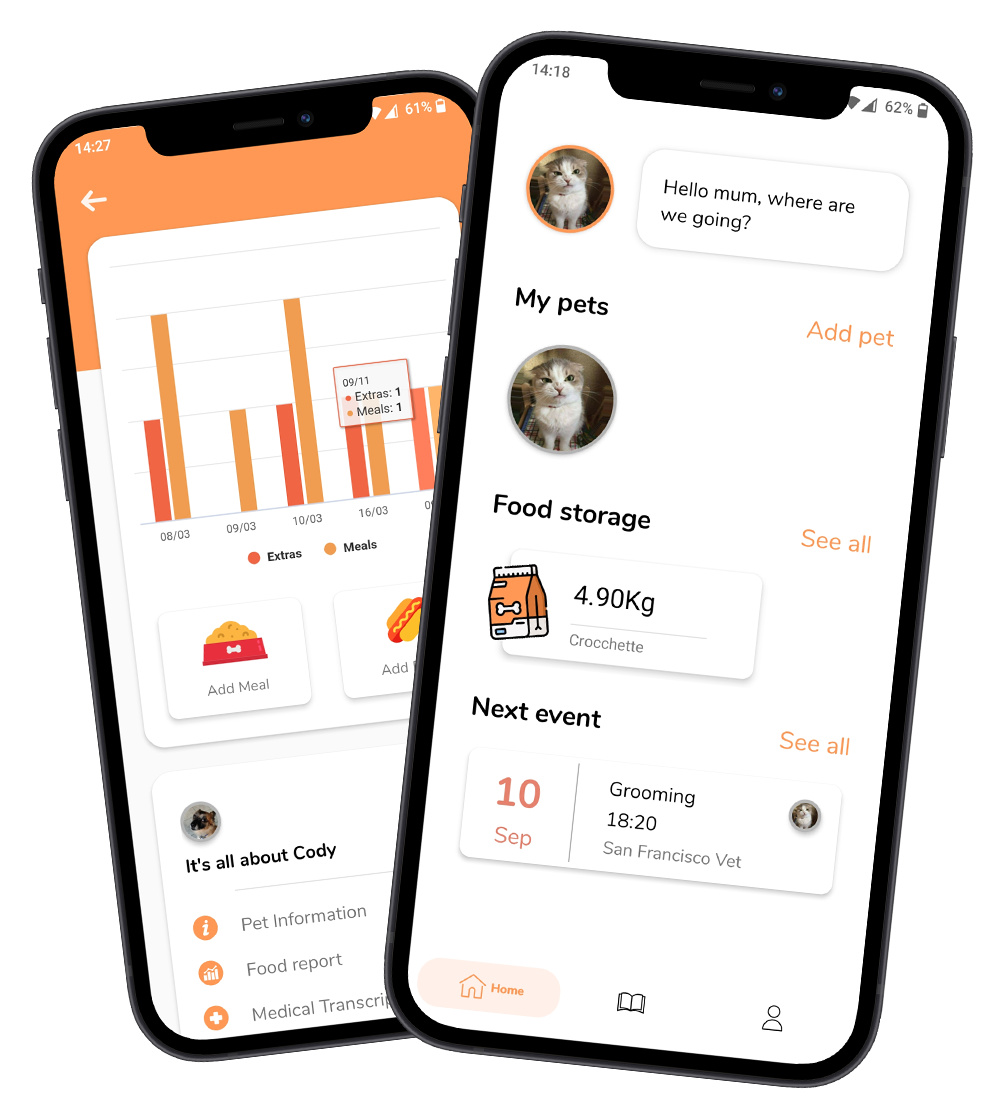 14:27
61%
09/11
Extras: 1
Meals: 1
08/03
09/03
10/03
16/03
Extras
Meals
Add Meal
Add
It's all about Cody
Pet Information
Food report
Medical
14:18
62%
Hello mum, where are
we going?
My pets
Add pet
Food storage
See all
4.90Kg
Crocchette
Next event
See all
10
Sep
Grooming
18:20
San Francisco Vet
Home